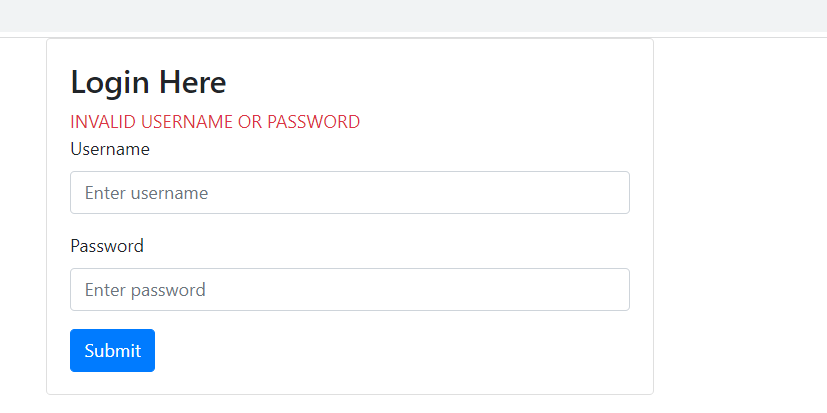 Login Here
INVALID USERNAME OR PASSWORD
Username
Enter username
Password
Enter password
Submit